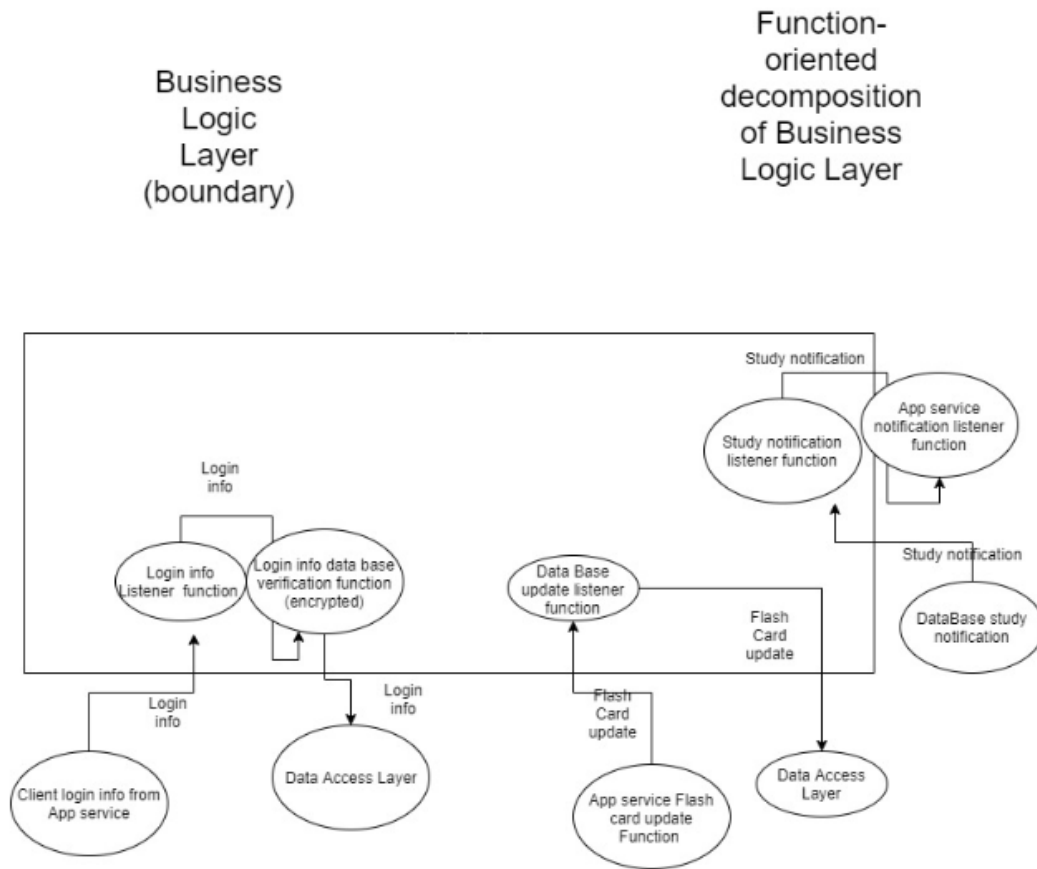 Business
Logic
Layer
(boundary)
Function-
oriented
decomposition
of Business
Logic Layer
Study notification
App service
notification listener
function
Study notification
listener function
Login
info
Login info
Listener function
Login info data base
verification function
(encrypted)
Data Base
update listener
function
Study notification
Flash
Card
update
DataBase study
notification
Login
info
Login
info
Flash
Card
update
Client login info from
App service
Data Access Layer
App service Flash
card update
Function
Data Access
Layer